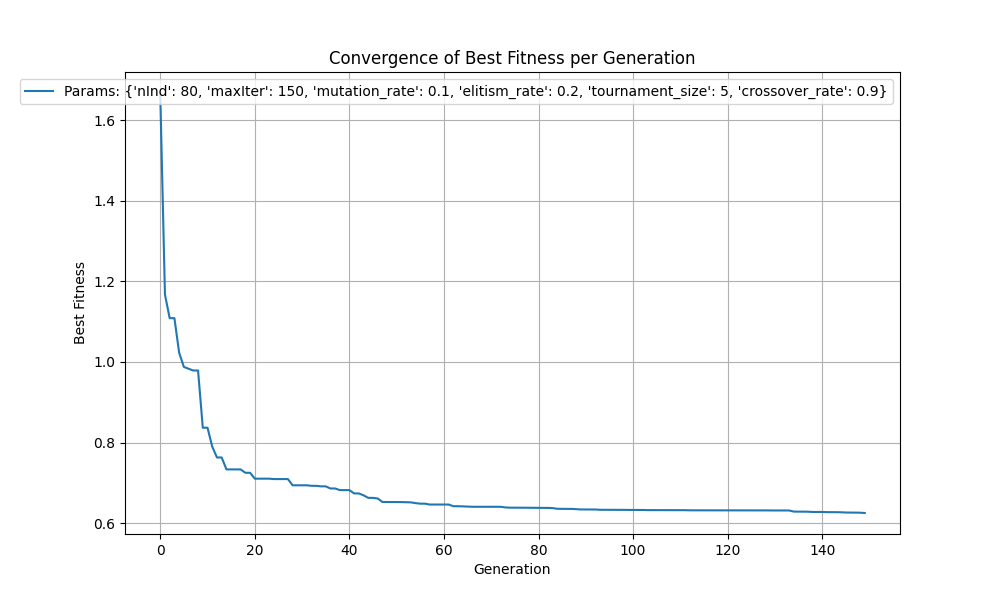 Convergence of Best Fitness per Generation
Params: {'nInd': 80, 'maxIter': 150, 'mutation_rate': 0.1, 'elitism_rate': 0.2, 'tournament_size': 5, 'crossover_rate': 0.9}
1.6
1.4
1.2
1.0
0.8
0.6
Best Fitness
0 20 40 60 80 100 120 140
Generation